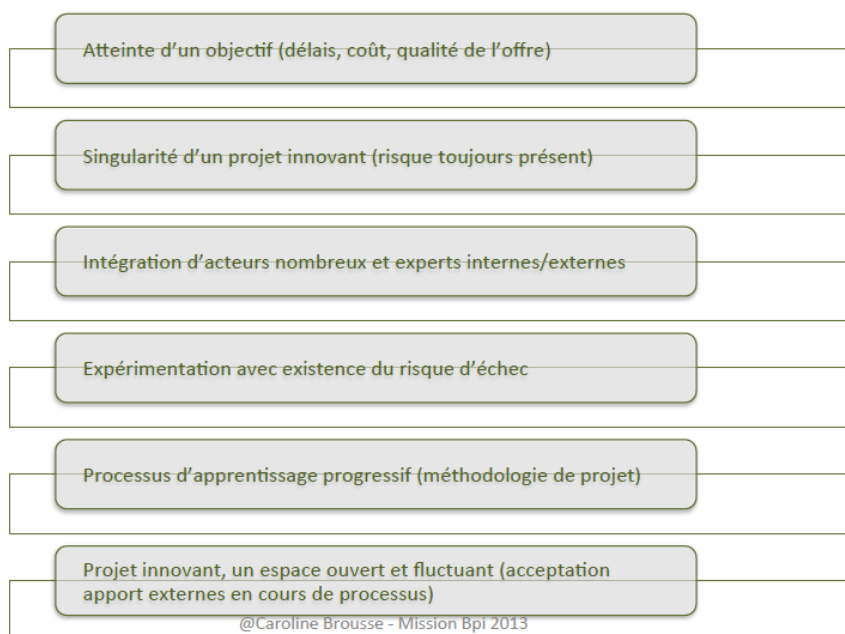 Atteinte d’un objectif (délais, coût, qualité de l’offre)
Singularité d’un projet innovant (risque toujours présent)
Intégration d’acteurs nombreux et experts internes/externes
Expérimentation avec existence du risque d’échec
Processus d’apprentissage progressif (méthodologie de projet)
Projet innovant, un espace ouvert et fluctuant (acceptation
apport externes en cours de processus)
@Caroline Brousse - Mission Bpi 2013